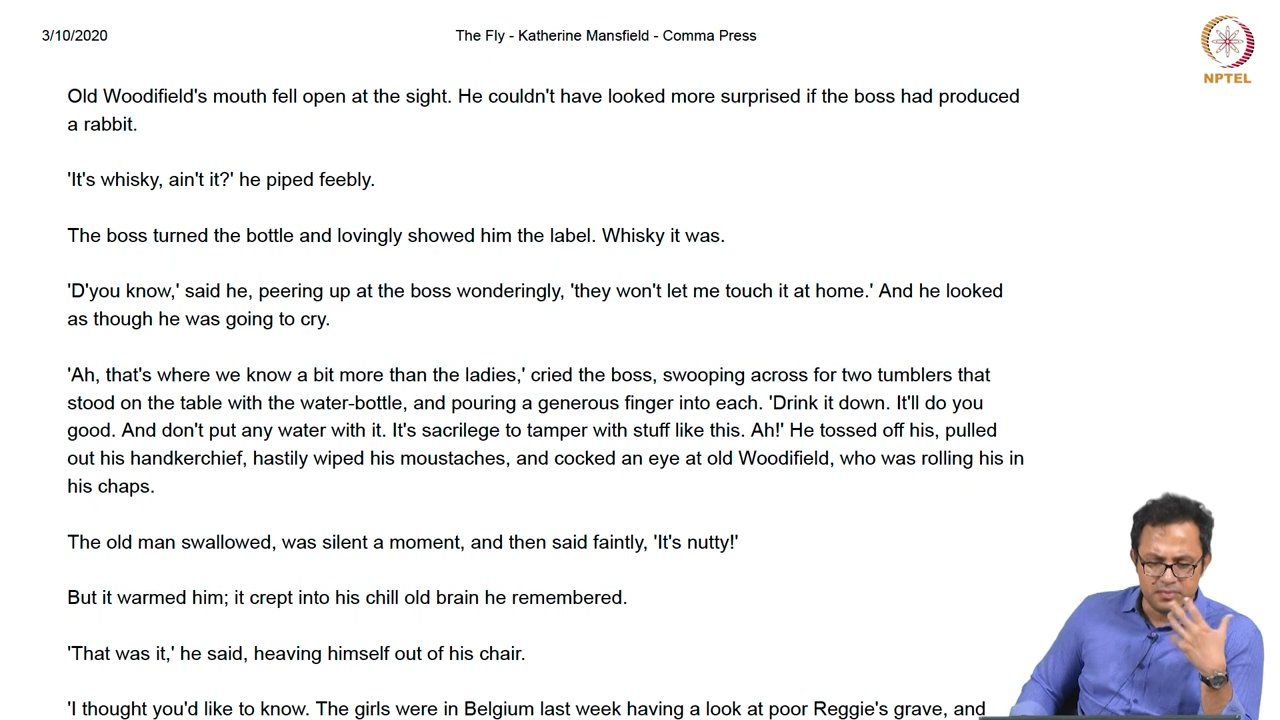 3/10/2020
The Fly - Katherine Mansfield - Comma Press
NPTEL
Old Woodifield's mouth fell open at the sight. He couldn't have looked more surprised if the boss had produced
a rabbit.
'It's whisky, ain't it?' he piped feebly.
The boss turned the bottle and lovingly showed him the label. Whisky it was.
'D'you know,' said he, peering up at the boss wonderingly, 'they won't let me touch it at home.' And he looked
as though he was going to cry.
'Ah, that's where we know a bit more than the ladies,' cried the boss, swooping across for two tumblers that
stood on the table with the water-bottle, and pouring a generous finger into each. 'Drink it down. It'll do you
good. And don't put any water with it. It's sacrilege to tamper with stuff like this. Ah!' He tossed off his, pulled
out his handkerchief, hastily wiped his moustaches, and cocked an eye at old Woodifield, who was rolling his in
his chaps.
The old man swallowed, was silent a moment, and then said faintly, 'It's nutty!'
But it warmed him; it crept into his chill old brain he remembered.
'That was it,' he said, heaving himself out of his chair.
'I thought you'd like to know. The girls were in Belgium last week having a look at poor Reggie's grave, and